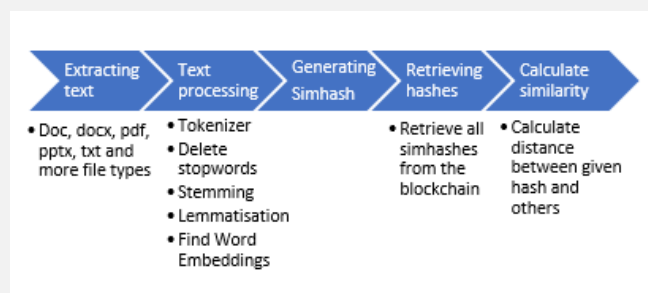 Extracting
text
Text
processing
Generating
Simhash
Retrieving
hashes
Calculate
similarity
• Doc, docx, pdf,
pptx, txt and
more file types
• Tokenizer
• Delete
stopwords
• Stemming
• Lemmatisation
• Find Word
Embeddings
• Retrieve all
simhashes
from the
blockchain
• Calculate
distance
between given
hash and
others